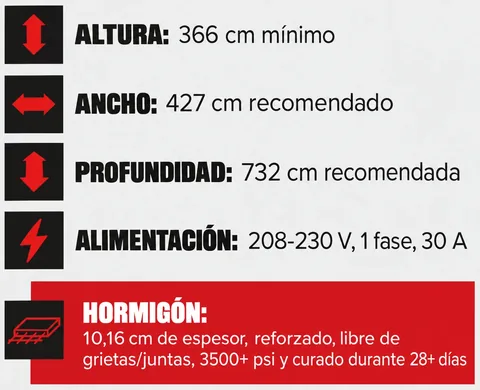 ALTURA: 366 cm mínimo
ANCHO: 427 cm recomendado
PROFUNDIDAD: 732 cm recomendada
ALIMENTACIÓN: 208-230 V, 1 fase, 30 A
HORMIGÓN:
10,16 cm de espesor, reforzado, libre de
grietas/juntas, 3500+ psi y curado durante 28+ días